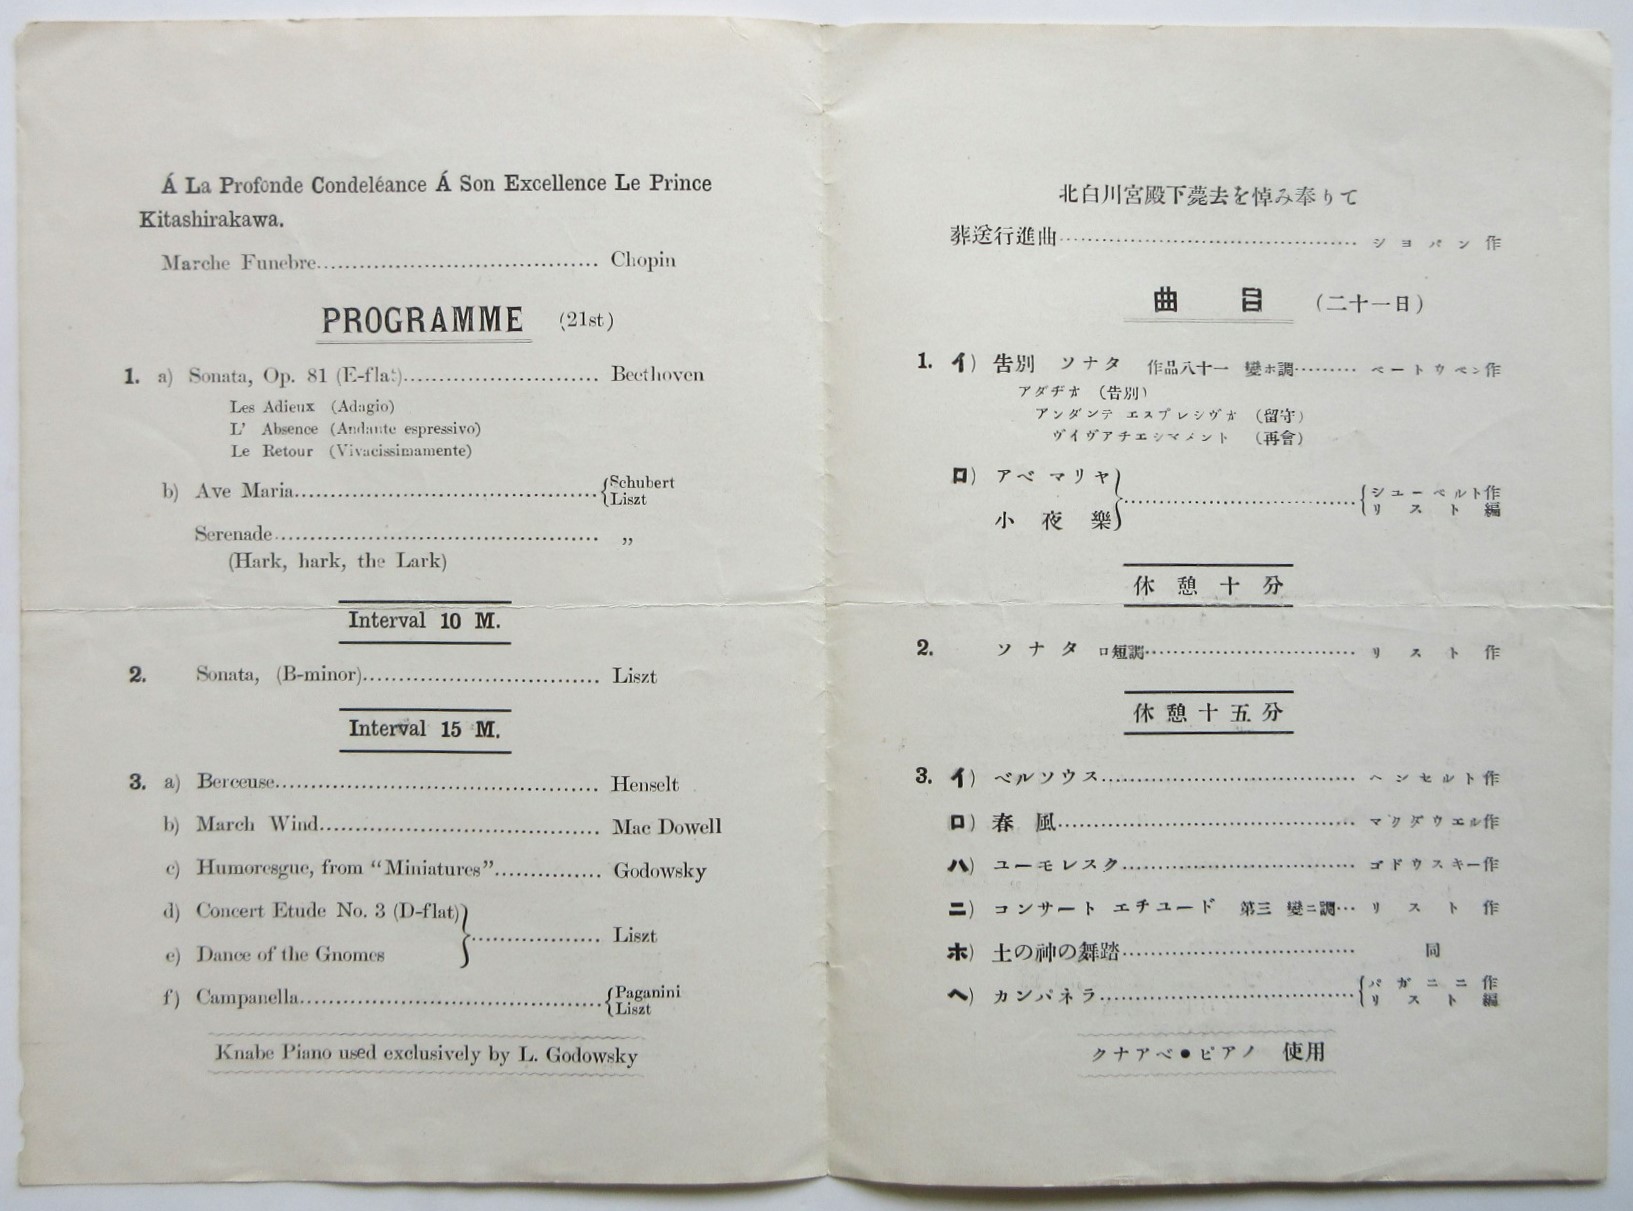 Á La Profonde Condeléance Á Son Excellence Le Prince
Kitashirakawa.
Marche Funebre........................................ Chopin
PROGRAMME (21st)
1. a) Sonata, Op. 81 (E-flat)............................ Beethoven
Les Adieux (Adagio)
L' Absence (Andante espressivo)
Le Retour (Vivacissimamente)
b) Ave Maria...........................................{Schubert
Liszt
Serenade.............................................. „
(Hark, hark, the Lark)
Interval 10 M.
2. Sonata, (B-minor)................................. Liszt
Interval 15 M.
3. a) Berceuse.............................................. Henselt
b) March Wind........................................ Mac Dowell
c) Humoresgue, from “Miniatures”............... Godowsky
d) Concert Etude No. 3 (D-flat)
e) Dance of the Gnomes }................... Liszt
f) Campanella...........................................{Paganini
Liszt
Knabe Piano used exclusively by L. Godowsky
北白川宮殿下薨去を悼み奉りて
葬送行進曲........................................ シヨパン作
曲目 (二十一日)
1. イ) 告別 ソナタ 作品八十一 變ホ調......... ベートウベン作
アダヂオ (告別)
アンダンテ エスプレシヴオ (留守)
ヴイヴアチエシマメント (再會)
ロ) アベ マリヤ
小夜樂 }..................................{シユーベルト作
リスト編
休憩十分
2. ソナタ ロ短調.............................. リスト作
休憩十五分
3. イ) ベルソウス.................................... ヘンセルト作
ロ) 春風.......................................... マクダウエル作
ハ) ユーモレスク................................. ゴドウスキー作
ニ) コンサート エチユード 第三 變ニ調... リスト作
ホ) 土の神の舞踏................................. 同
ヘ) カンパネラ....................................{パガニニ作
リスト編
クナアベ●ピアノ 使用